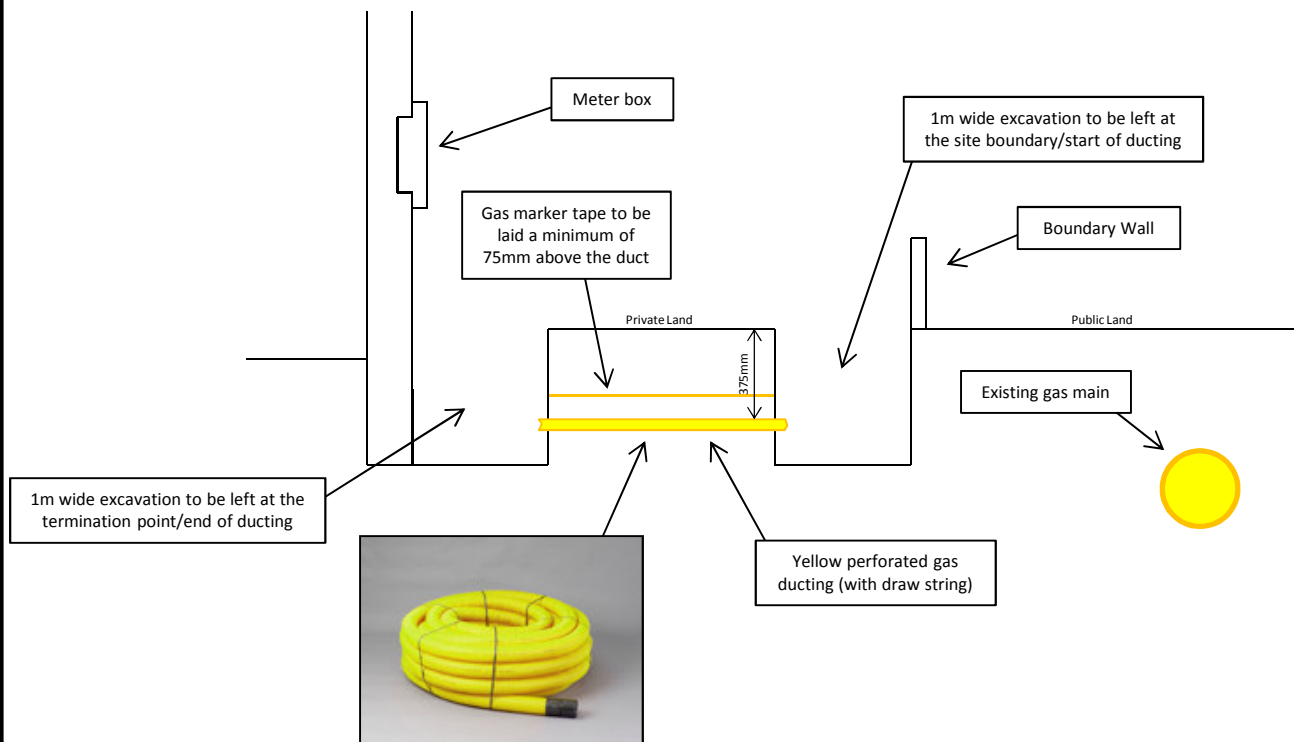 Meter box
1m wide excavation to be left at
the site boundary/start of ducting
Gas marker tape to be
laid a minimum of
75mm above the duct
Boundary Wall
Private Land
Public Land
375mm
Existing gas main
1m wide excavation to be left at the
termination point/end of ducting
Yellow perforated gas
ducting (with draw string)